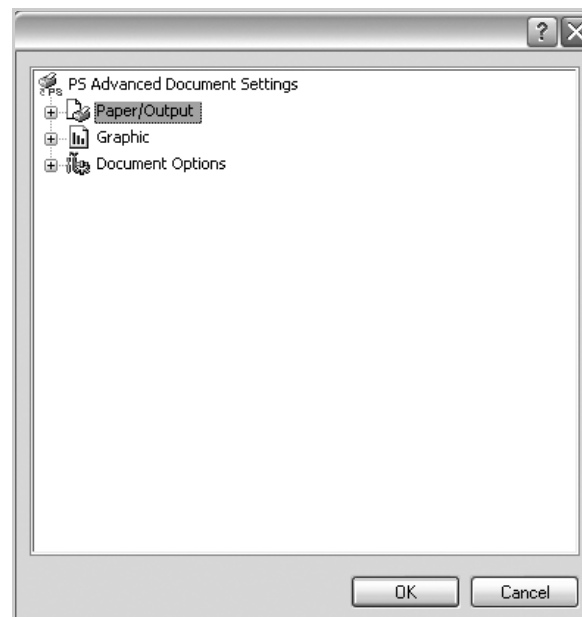 PS Advanced Document Settings
Paper/Output
Graphic
Document Options
OK
Cancel